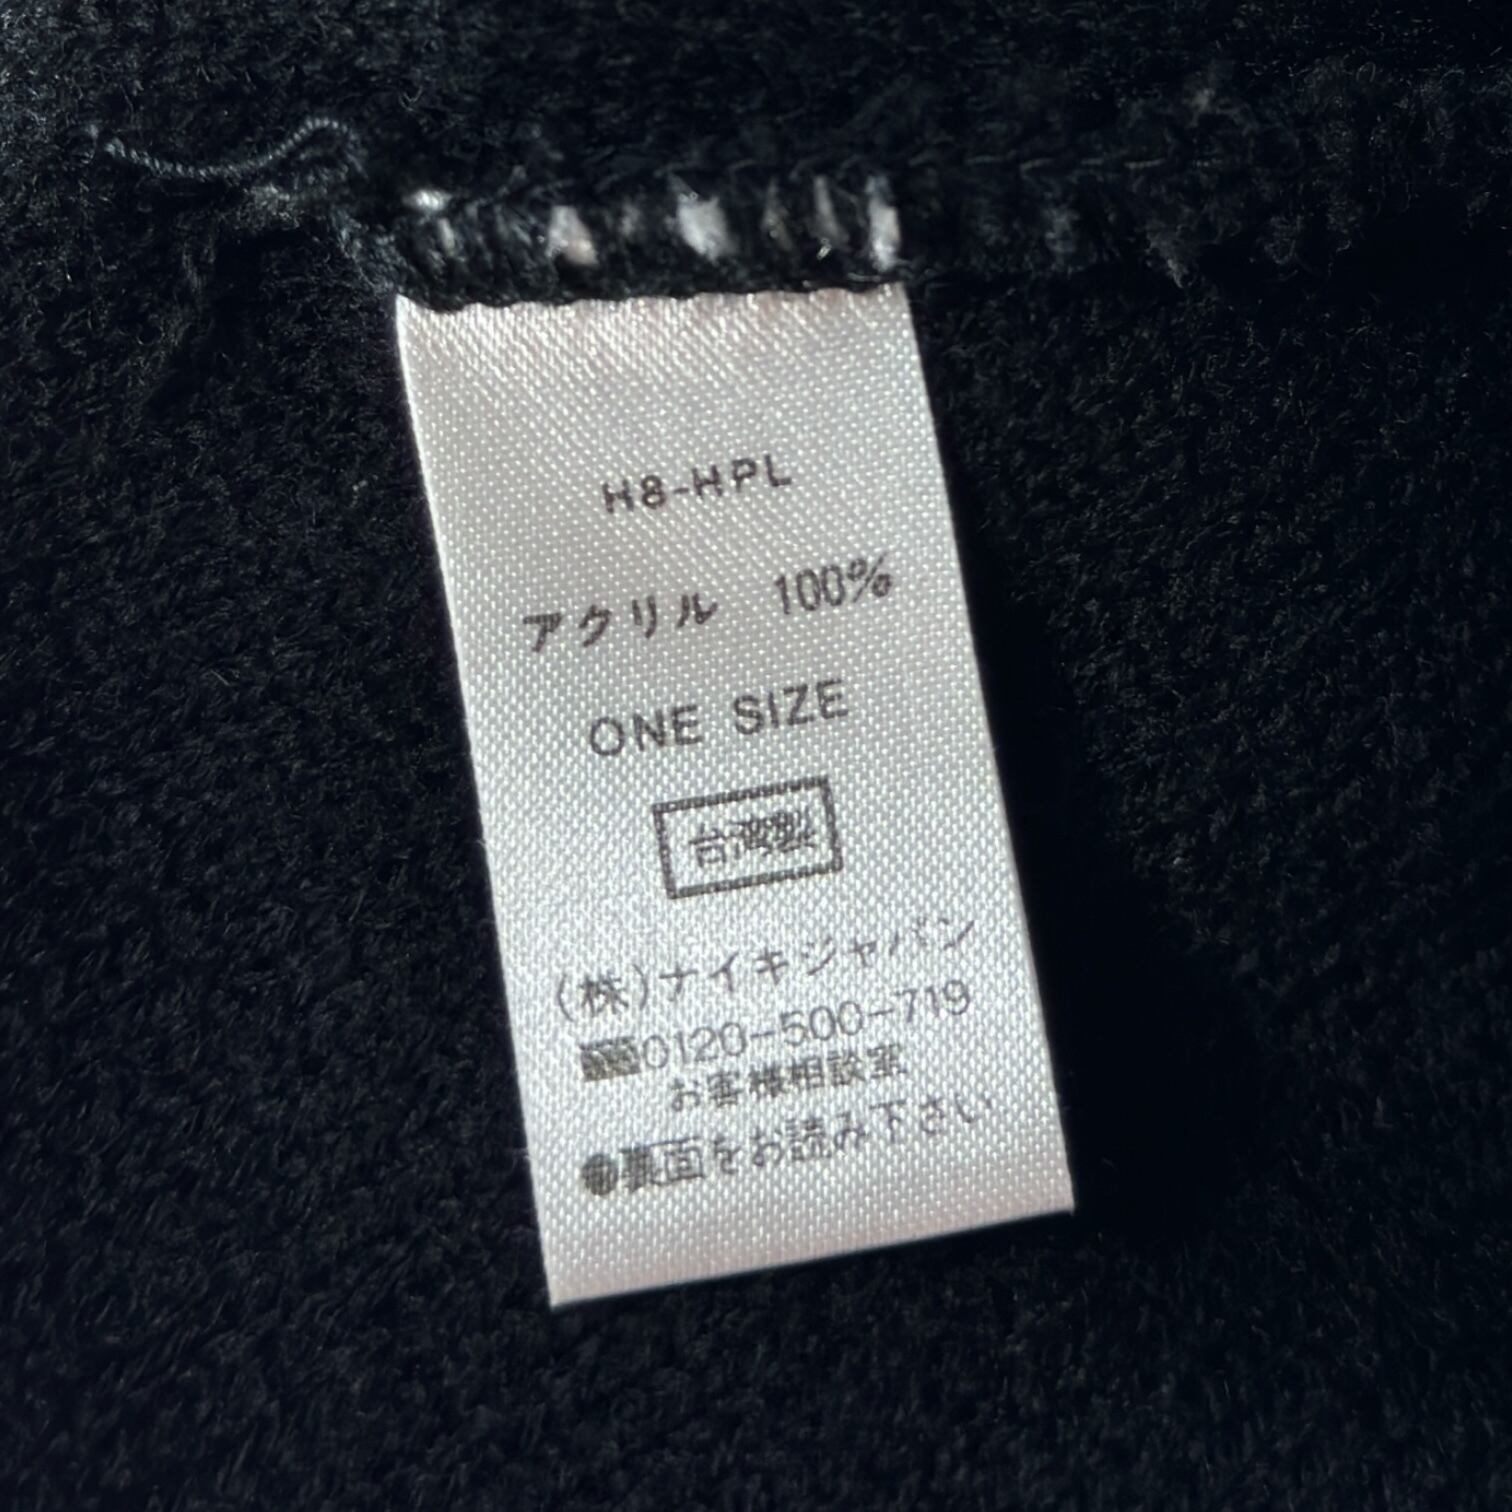 H8-HPL
アクリル 100%
ONE SIZE
台湾製
(株)ナイキジャパン
0120-500-719
お客様相談室
●裏面をお読み下さい